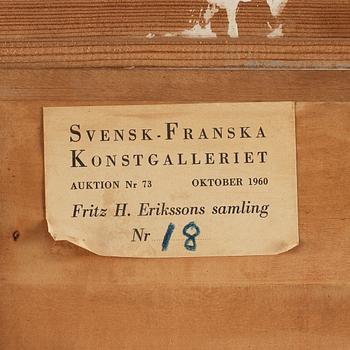 SVENSK-FRANSKA
KONSTGALLERIET
AUKTION Nr 73 OKTOBER 1960
Fritz H. Erikssons samling
Nr 18